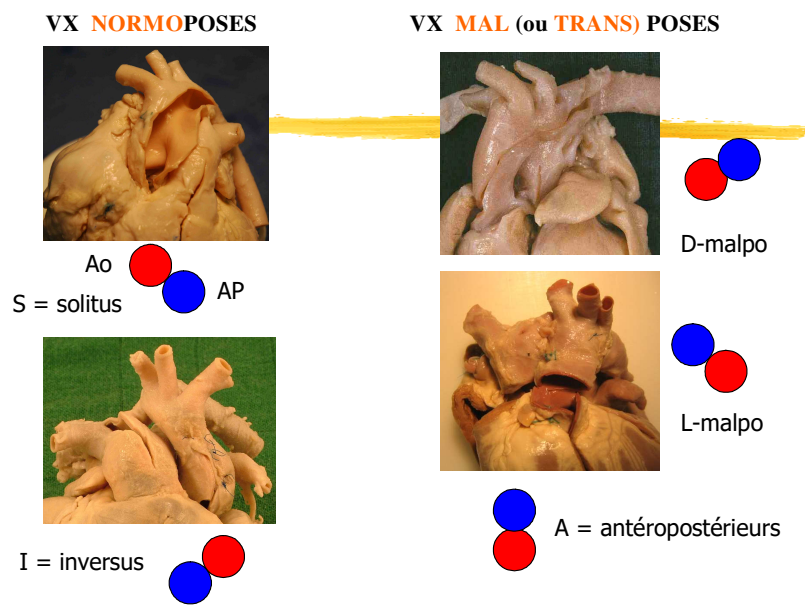 VX NORMOPOSES
VX MAL (ou TRANS) POSES
Ao
AP
S = solitus
I = inversus
D-malpo
L-malpo
A = antéropostérieurs